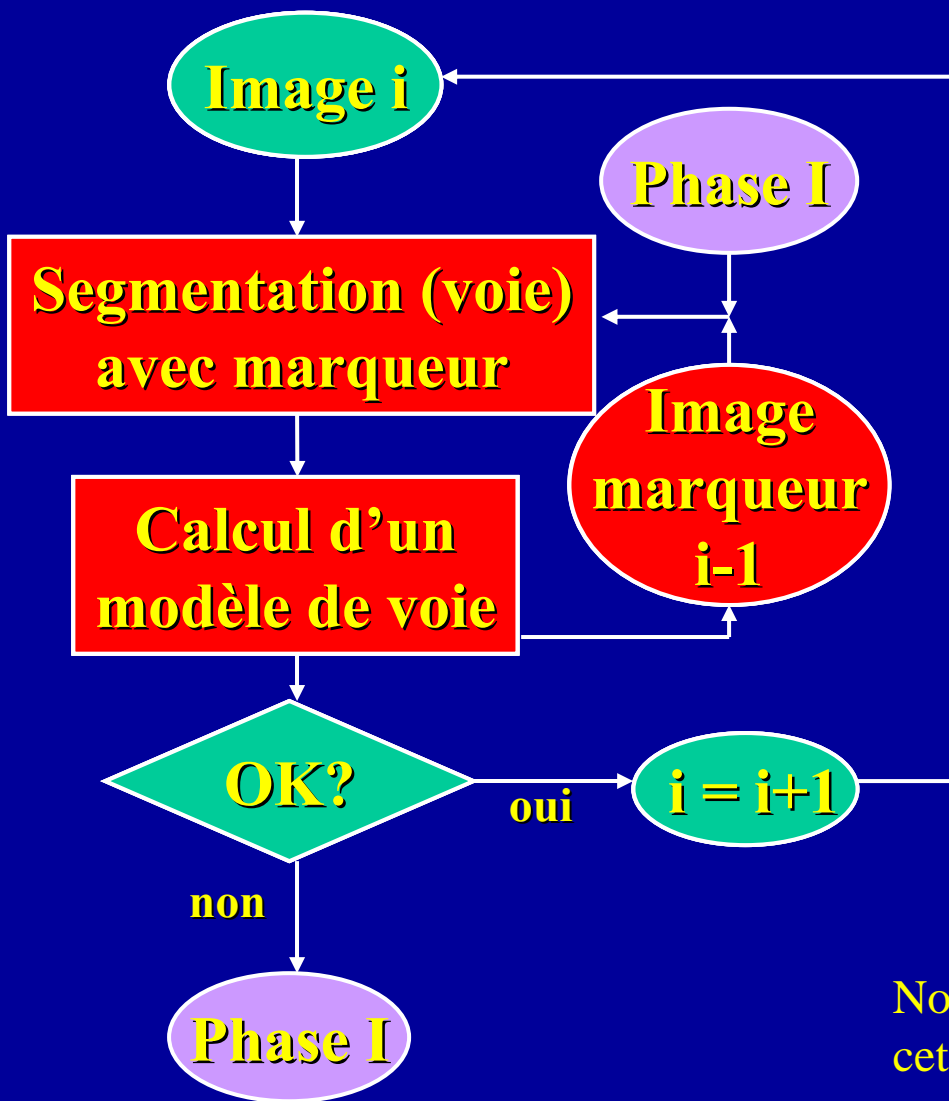 Image i
Phase I
Segmentation (voie)
avec marqueur
Image
marqueur
i-1
Calcul d’un
modèle de voie
OK?
oui
i = i+1
non
Phase I